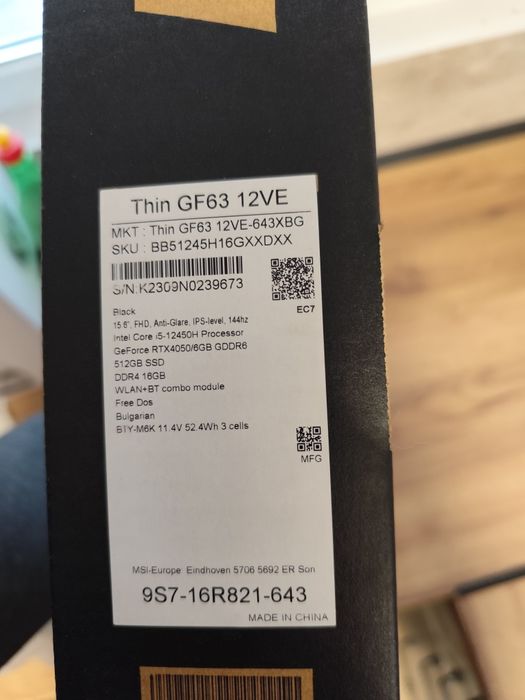 Thin GF63 12VE
MKT : Thin GF63 12VE-643XBG
SKU : BB51245H16GXXDXX
S/N:K2309N0239673
EC7
Black
15.6", FHD, Anti-Glare, IPS-level, 144hz
Intel Core i5-12450H Processor
GeForce RTX4050/6GB GDDR6
512GB SSD
DDR4 16GB
WLAN+BT combo module
Free Dos
Bulgarian
BTY-M6K 11.4V 52.4Wh 3 cells
MFG
MSI-Europe: Eindhoven 5706 5692 ER Son
9S7-16R821-643
MADE IN CHINA